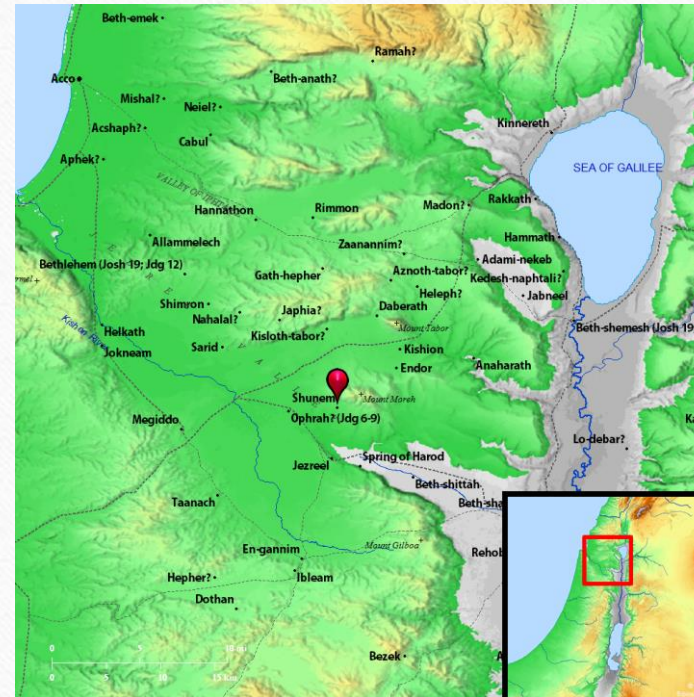 Beth-emek
Ramah?
Acco
Beth-anath?
Mishal?
Neiel?
Acshaph?
Kinnereth
Cabul
Aphek?
SEA OF GALILEE
Rakkath
Hannathon
Rimmon
Madon?
Allammelech
Hammath
Zaanannim?
Bethlehem (Josh 19; Jdg 12)
Adami-nekeb
Gath-hepher
Aznoth-tabor?
Kedesh-naphtali?
Heleph?
Jabneel
Shimron
Nahalal?
Japhia?
Daberath
Helkath
Kisloth-tabor?
Mount Tabor
Beth-shemesh (Josh 19
Kishon River
Jokneam
Sarid
Kishion
Endor
Anaharath
Shunem
Mount Moreh
Ophrah? (Jdg 6-9)
Megiddo
Lo-debar?
Jezreel
Spring of Harod
Beth-shittah
Taanach
Beth-sha
En-gannim
Mount Gilboa
Rehob
Hepher?
Ibleam
Dothan
Bezek
0 5 10